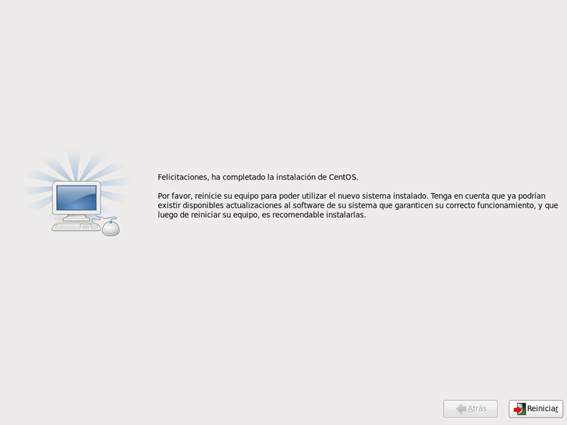 Felicitaciones, ha completado la instalación de CentOS.
Por favor, reinicie su equipo para poder utilizar el nuevo sistema instalado. Tenga en cuenta que ya podrían
existir disponibles actualizaciones al software de su sistema que garanticen su correcto funcionamiento, y que
luego de reiniciar su equipo, es recomendable instalarlas.
Atrás
Reiniciar